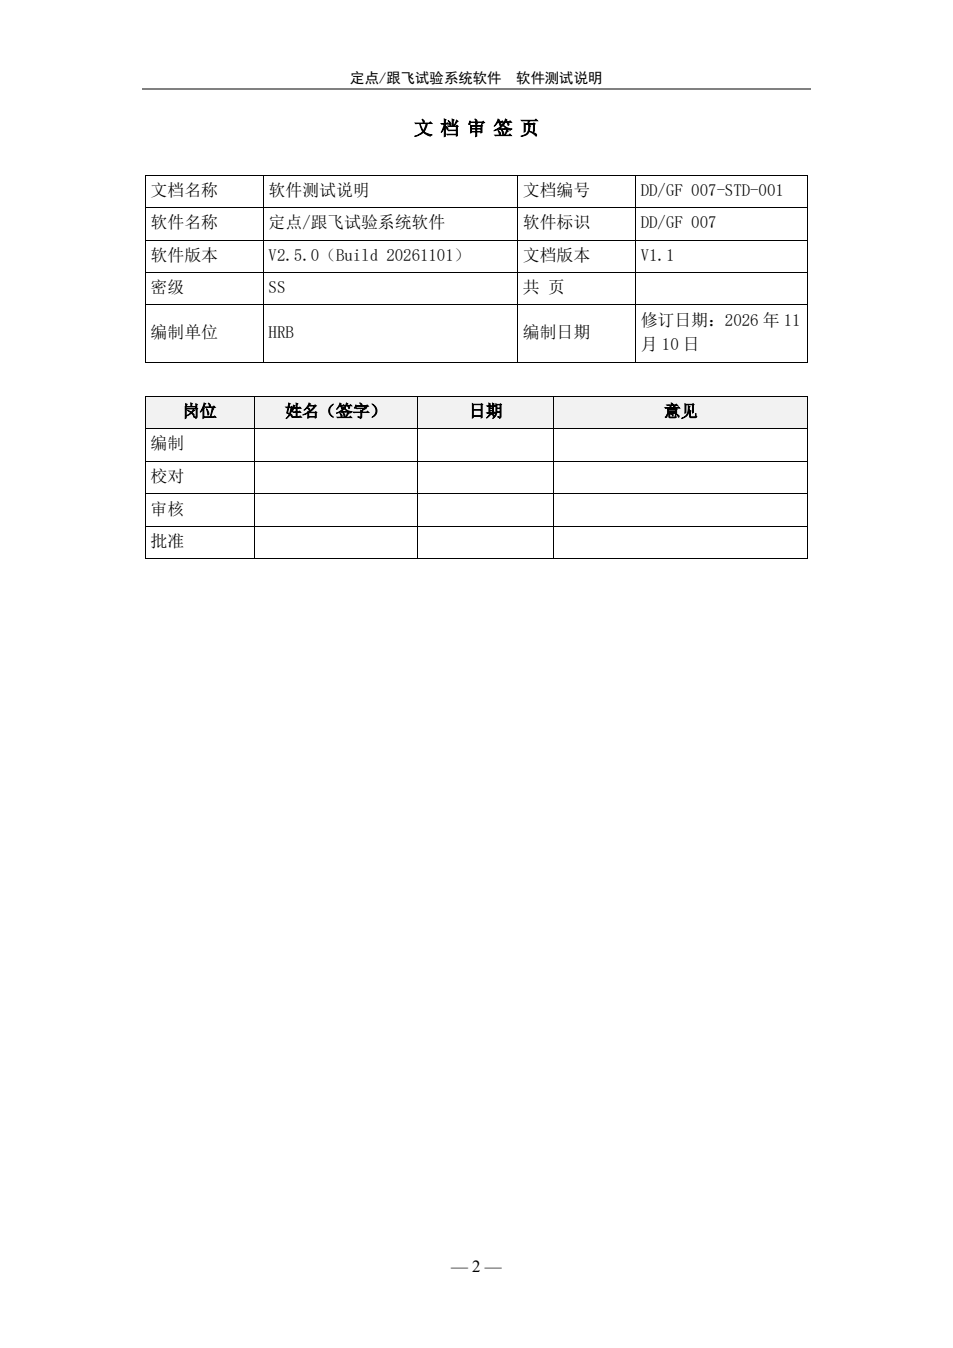 定点/跟飞试验系统软件　软件测试说明
文 档 审 签 页
文档名称 软件测试说明 文档编号 DD/GF 007-STD-001
软件名称 定点/跟飞试验系统软件 软件标识 DD/GF 007
软件版本 V2.5.0（Build 20261101） 文档版本 V1.1
密级 SS 共 页
编制单位 HRB 编制日期 修订日期：2026 年 11
月 10 日
岗位 姓名（签字） 日期 意见
编制
校对
审核
批准
— 2 —